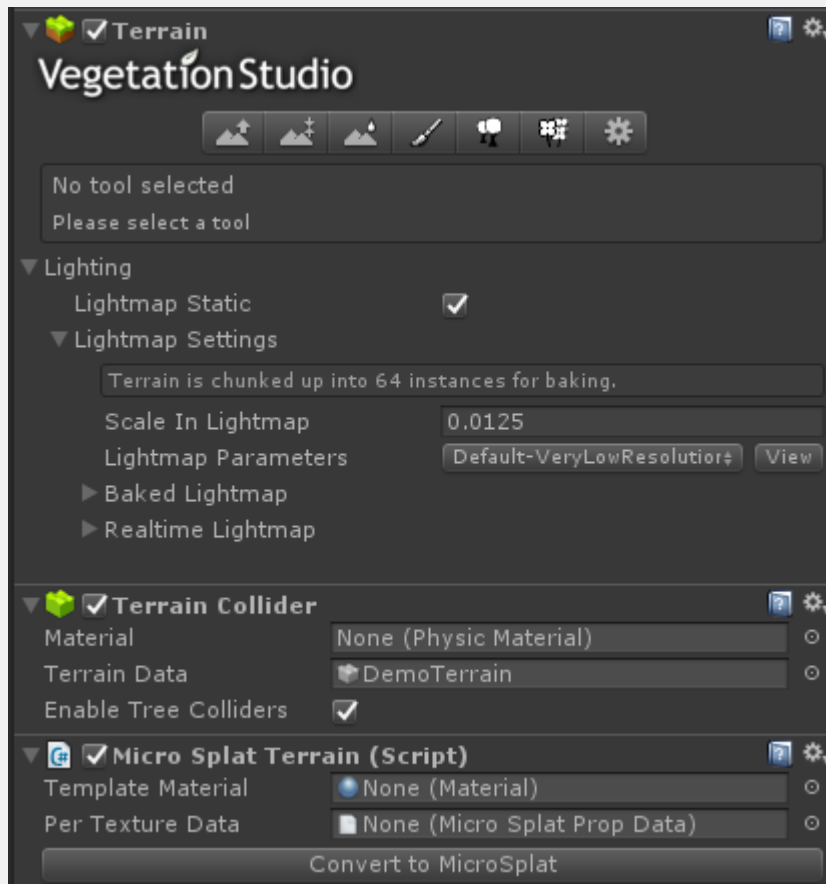 Terrain
VegetationStudio
No tool selected
Please select a tool
Lighting
Lightmap Static
Lightmap Settings
Terrain is chunked up into 64 instances for baking.
Scale In Lightmap 0.0125
Lightmap Parameters Default-VeryLowResolution View
Baked Lightmap
Realtime Lightmap
Terrain Collider
Material None (Physic Material)
Terrain Data DemoTerrain
Enable Tree Colliders
Micro Splat Terrain (Script)
Template Material None (Material)
Per Texture Data None (Micro Splat Prop Data)
Convert to MicroSplat